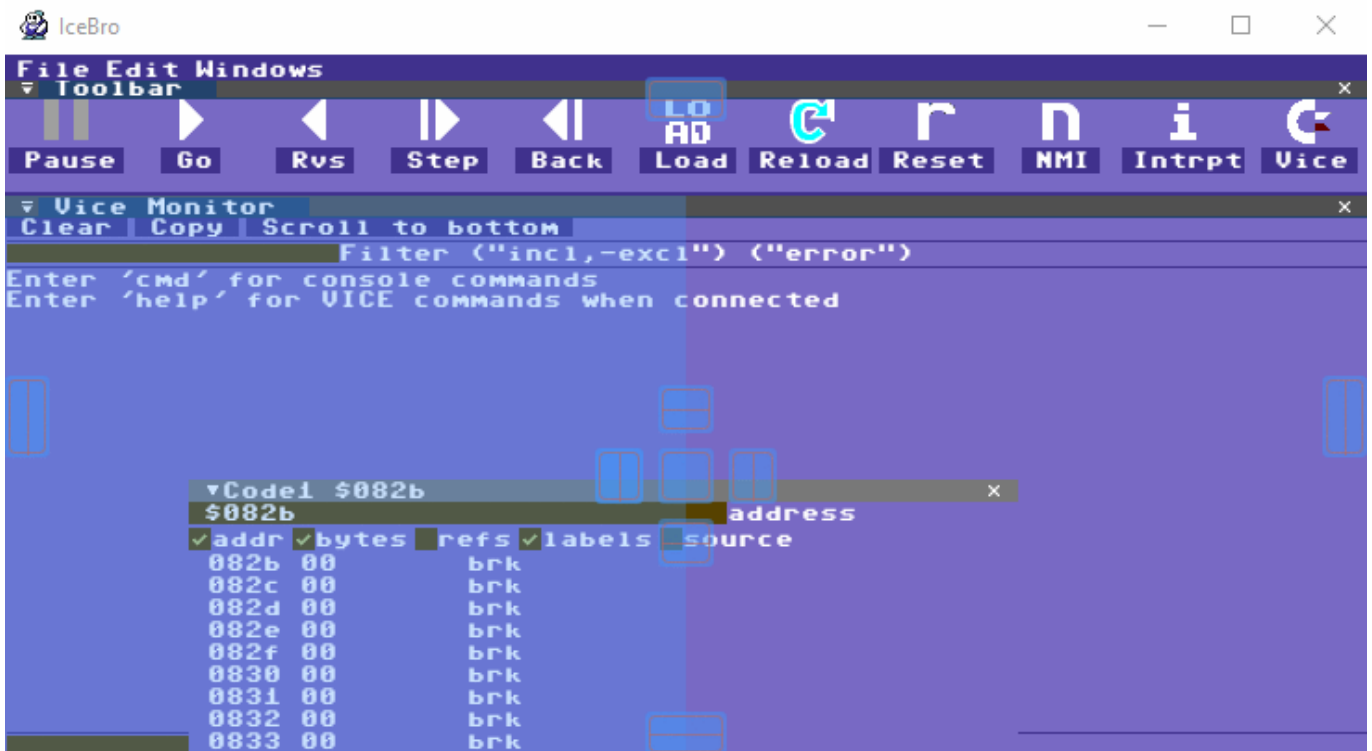 IceBro
File Edit Windows
Toolbar
LO
AD
r n i
Pause Go Rvs Step Back Load Reload Reset NMI Intrpt Vice
Vice Monitor
Clear Copy Scroll to bottom
Filter ("incl,-excl") ("error")
Enter 'cmd' for console commands
Enter 'help' for VICE commands when connected
Code1 $082b
$082b address
addr bytes refs labels source
082b 00 brk
082c 00 brk
082d 00 brk
082e 00 brk
082f 00 brk
0830 00 brk
0831 00 brk
0832 00 brk
0833 00 brk